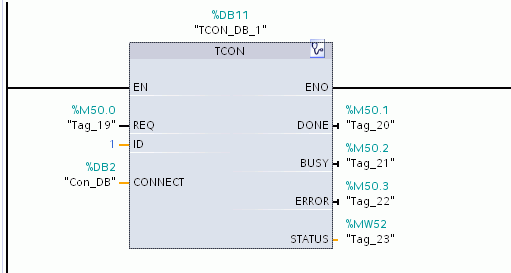 %DB11
"TCON_DB_1"
TCON
EN ENO
%M50.0 %M50.1
"Tag_19" REQ DONE "Tag_20"
1 ID
%M50.2
BUSY "Tag_21"
%DB2
"Con_DB" CONNECT
%M50.3
ERROR "Tag_22"
%MW52
STATUS "Tag_23"